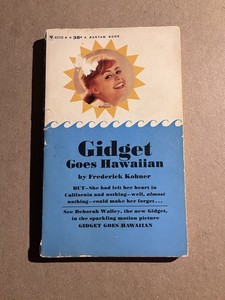 35¢ A BANTAM BOOK
Gidget
Goes Hawaiian
by Frederick Kohner
BUT—She had left her heart in
California and nothing—well, almost
nothing—could make her forget...
See Deborah Walley, the new Gidget,
in the sparkling motion picture
GIDGET GOES HAWAIIAN